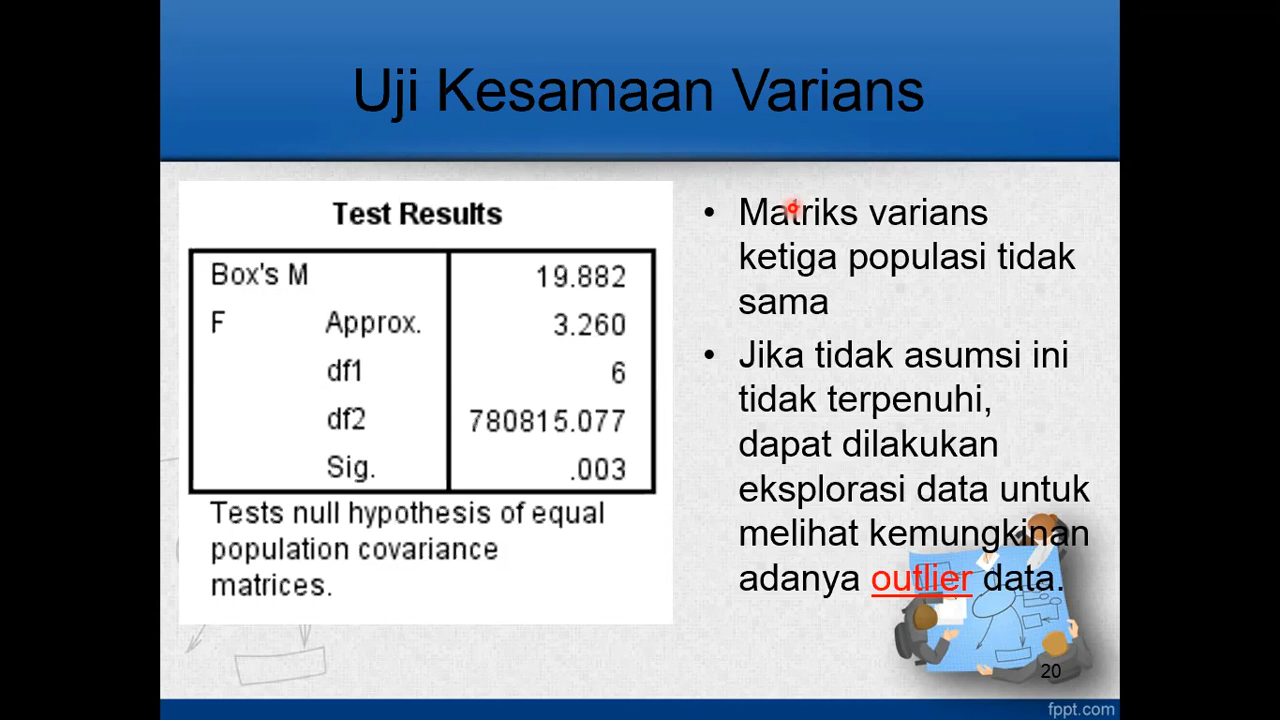 Uji Kesamaan Varians
Test Results
Box's M 19.882
F Approx. 3.260
df1 6
df2 780815.077
Sig. .003
Tests null hypothesis of equal
population covariance
matrices.
• Matriks varians
ketiga populasi tidak
sama
• Jika tidak asumsi ini
tidak terpenuhi,
dapat dilakukan
eksplorasi data untuk
melihat kemungkinan
adanya outlier data.
20
fppt.com